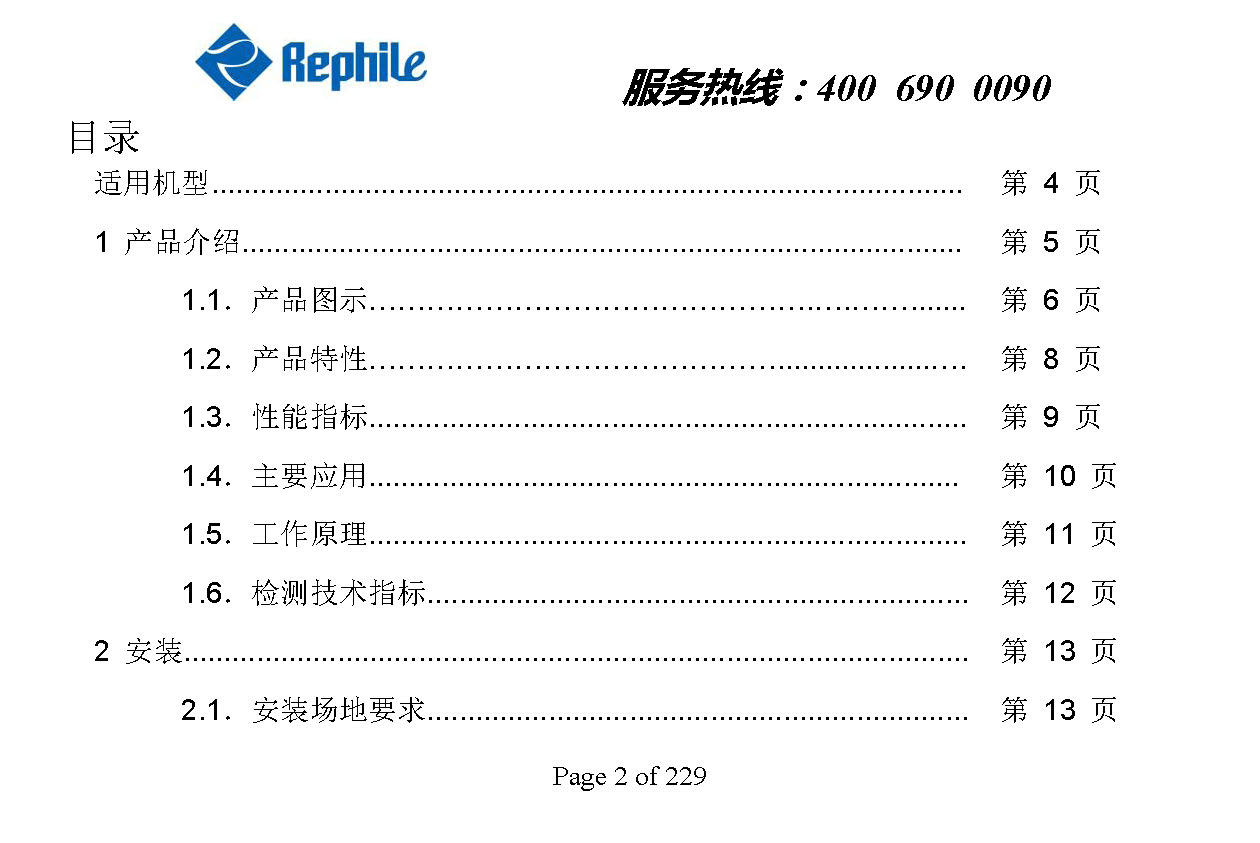 Rephile
服务热线：400 690 0090
目录
适用机型........................................................................................ 第 4 页
1 产品介绍.................................................................................... 第 5 页
1.1. 产品图示...................................................................... 第 6 页
1.2. 产品特性...................................................................... 第 8 页
1.3. 性能指标...................................................................... 第 9 页
1.4. 主要应用...................................................................... 第 10 页
1.5. 工作原理...................................................................... 第 11 页
1.6. 检测技术指标............................................................... 第 12 页
2 安装............................................................................................ 第 13 页
2.1. 安装场地要求............................................................... 第 13 页
Page 2 of 229